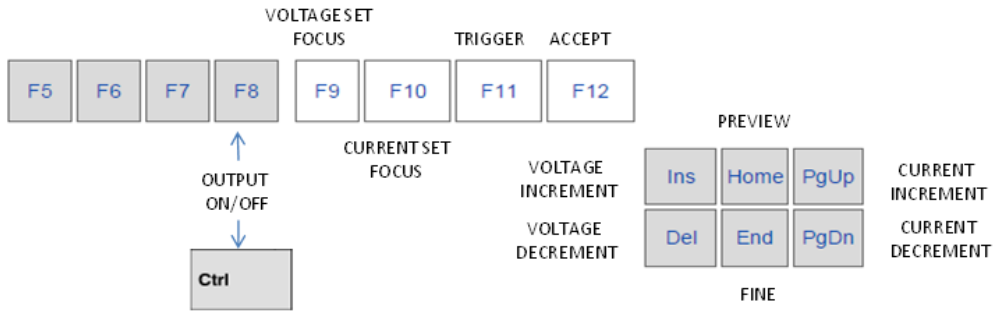 VOLTAGE SET
FOCUS
TRIGGER
ACCEPT
F5 F6 F7 F8 F9 F10 F11 F12
CURRENT SET
FOCUS
OUTPUT
ON/OFF
Ctrl
PREVIEW
VOLTAGE
INCREMENT
Ins Home PgUp
CURRENT
INCREMENT
VOLTAGE
DECREMENT
Del End PgDn
CURRENT
DECREMENT
FINE